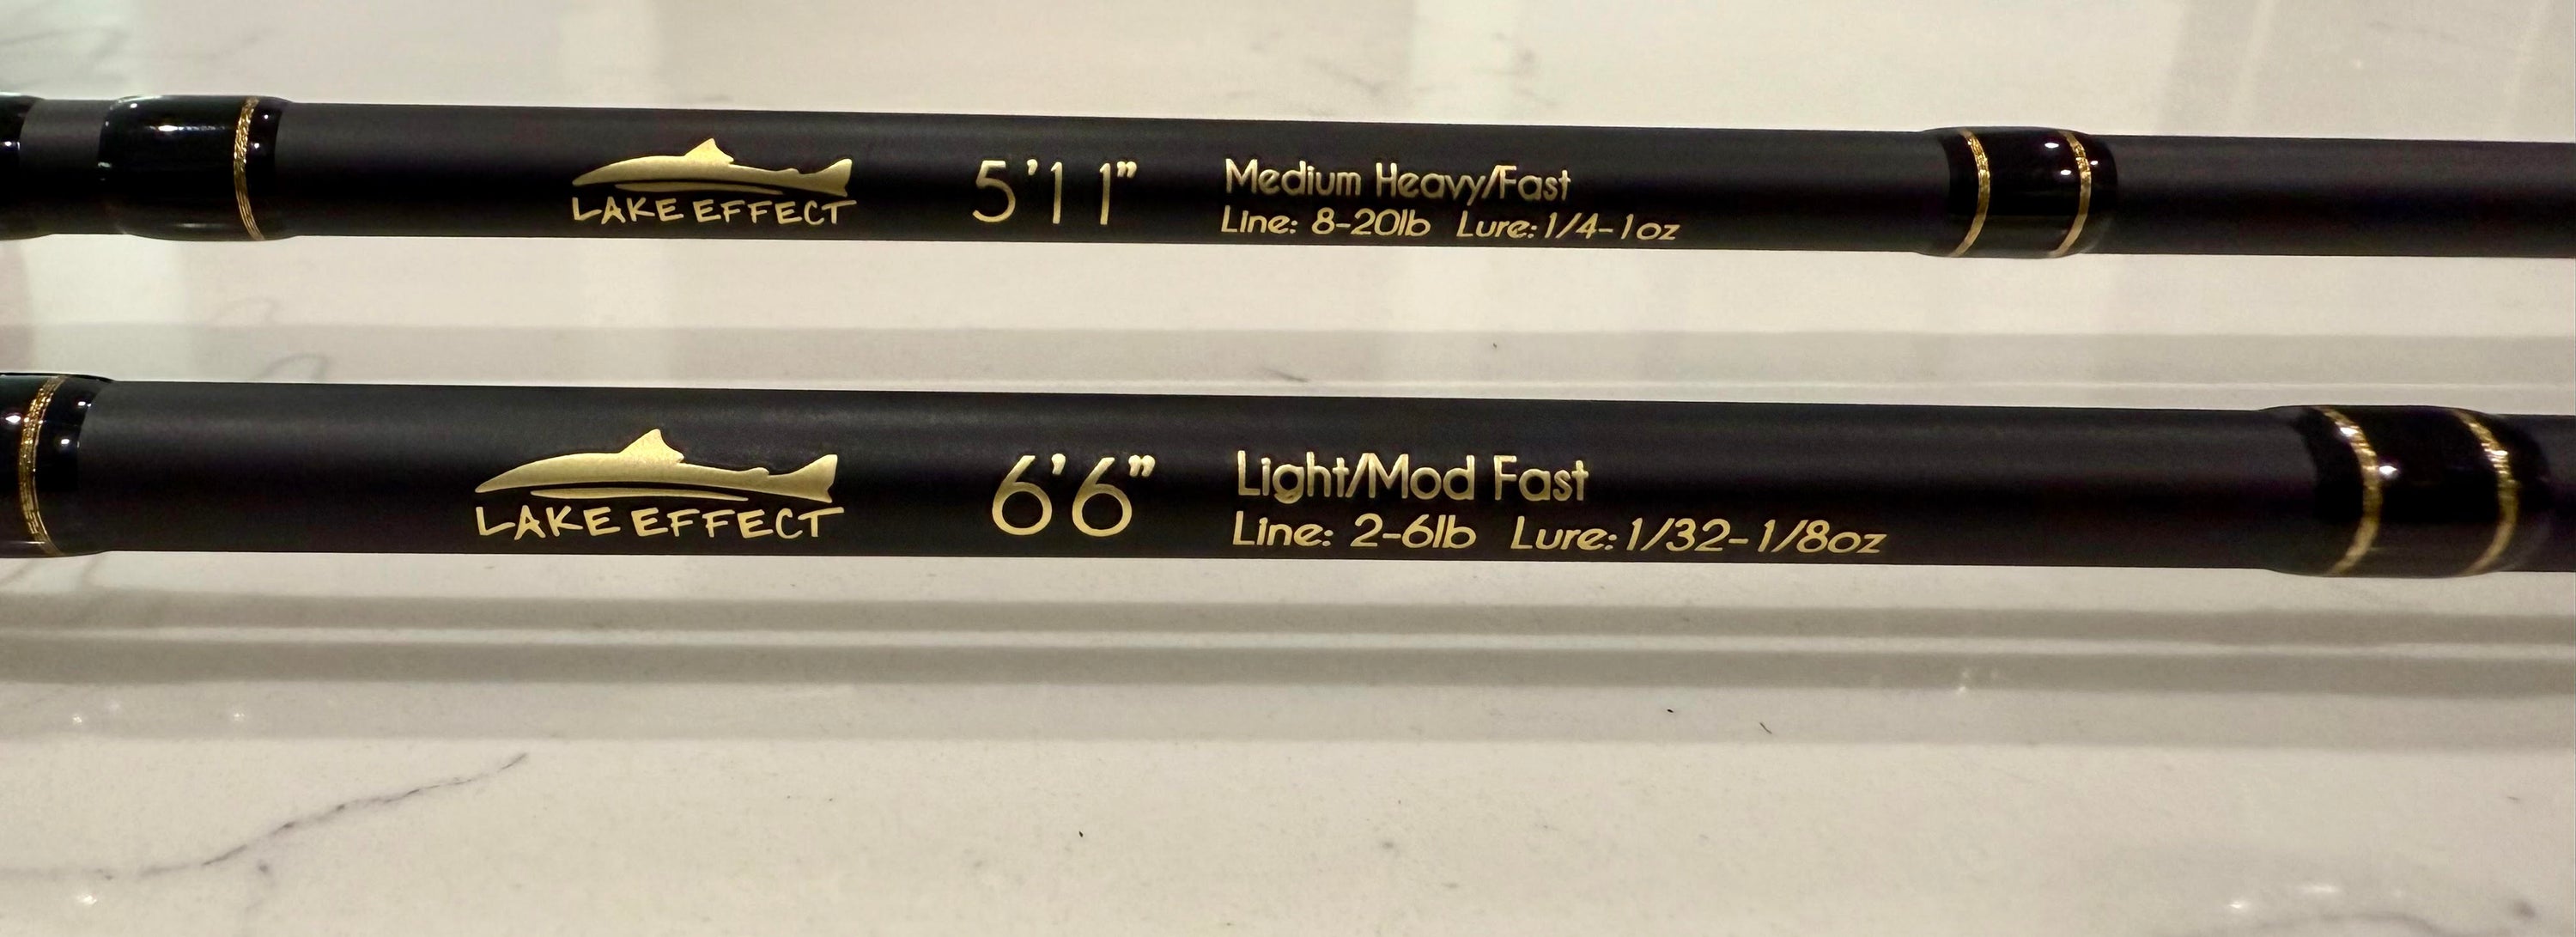 LAKE EFFECT
5'11"
Medium Heavy/Fast
Line: 8-20lb Lure: 1/4-1oz
LAKE EFFECT
6'6"
Light/Mod Fast
Line: 2-6lb Lure: 1/32-1/8oz